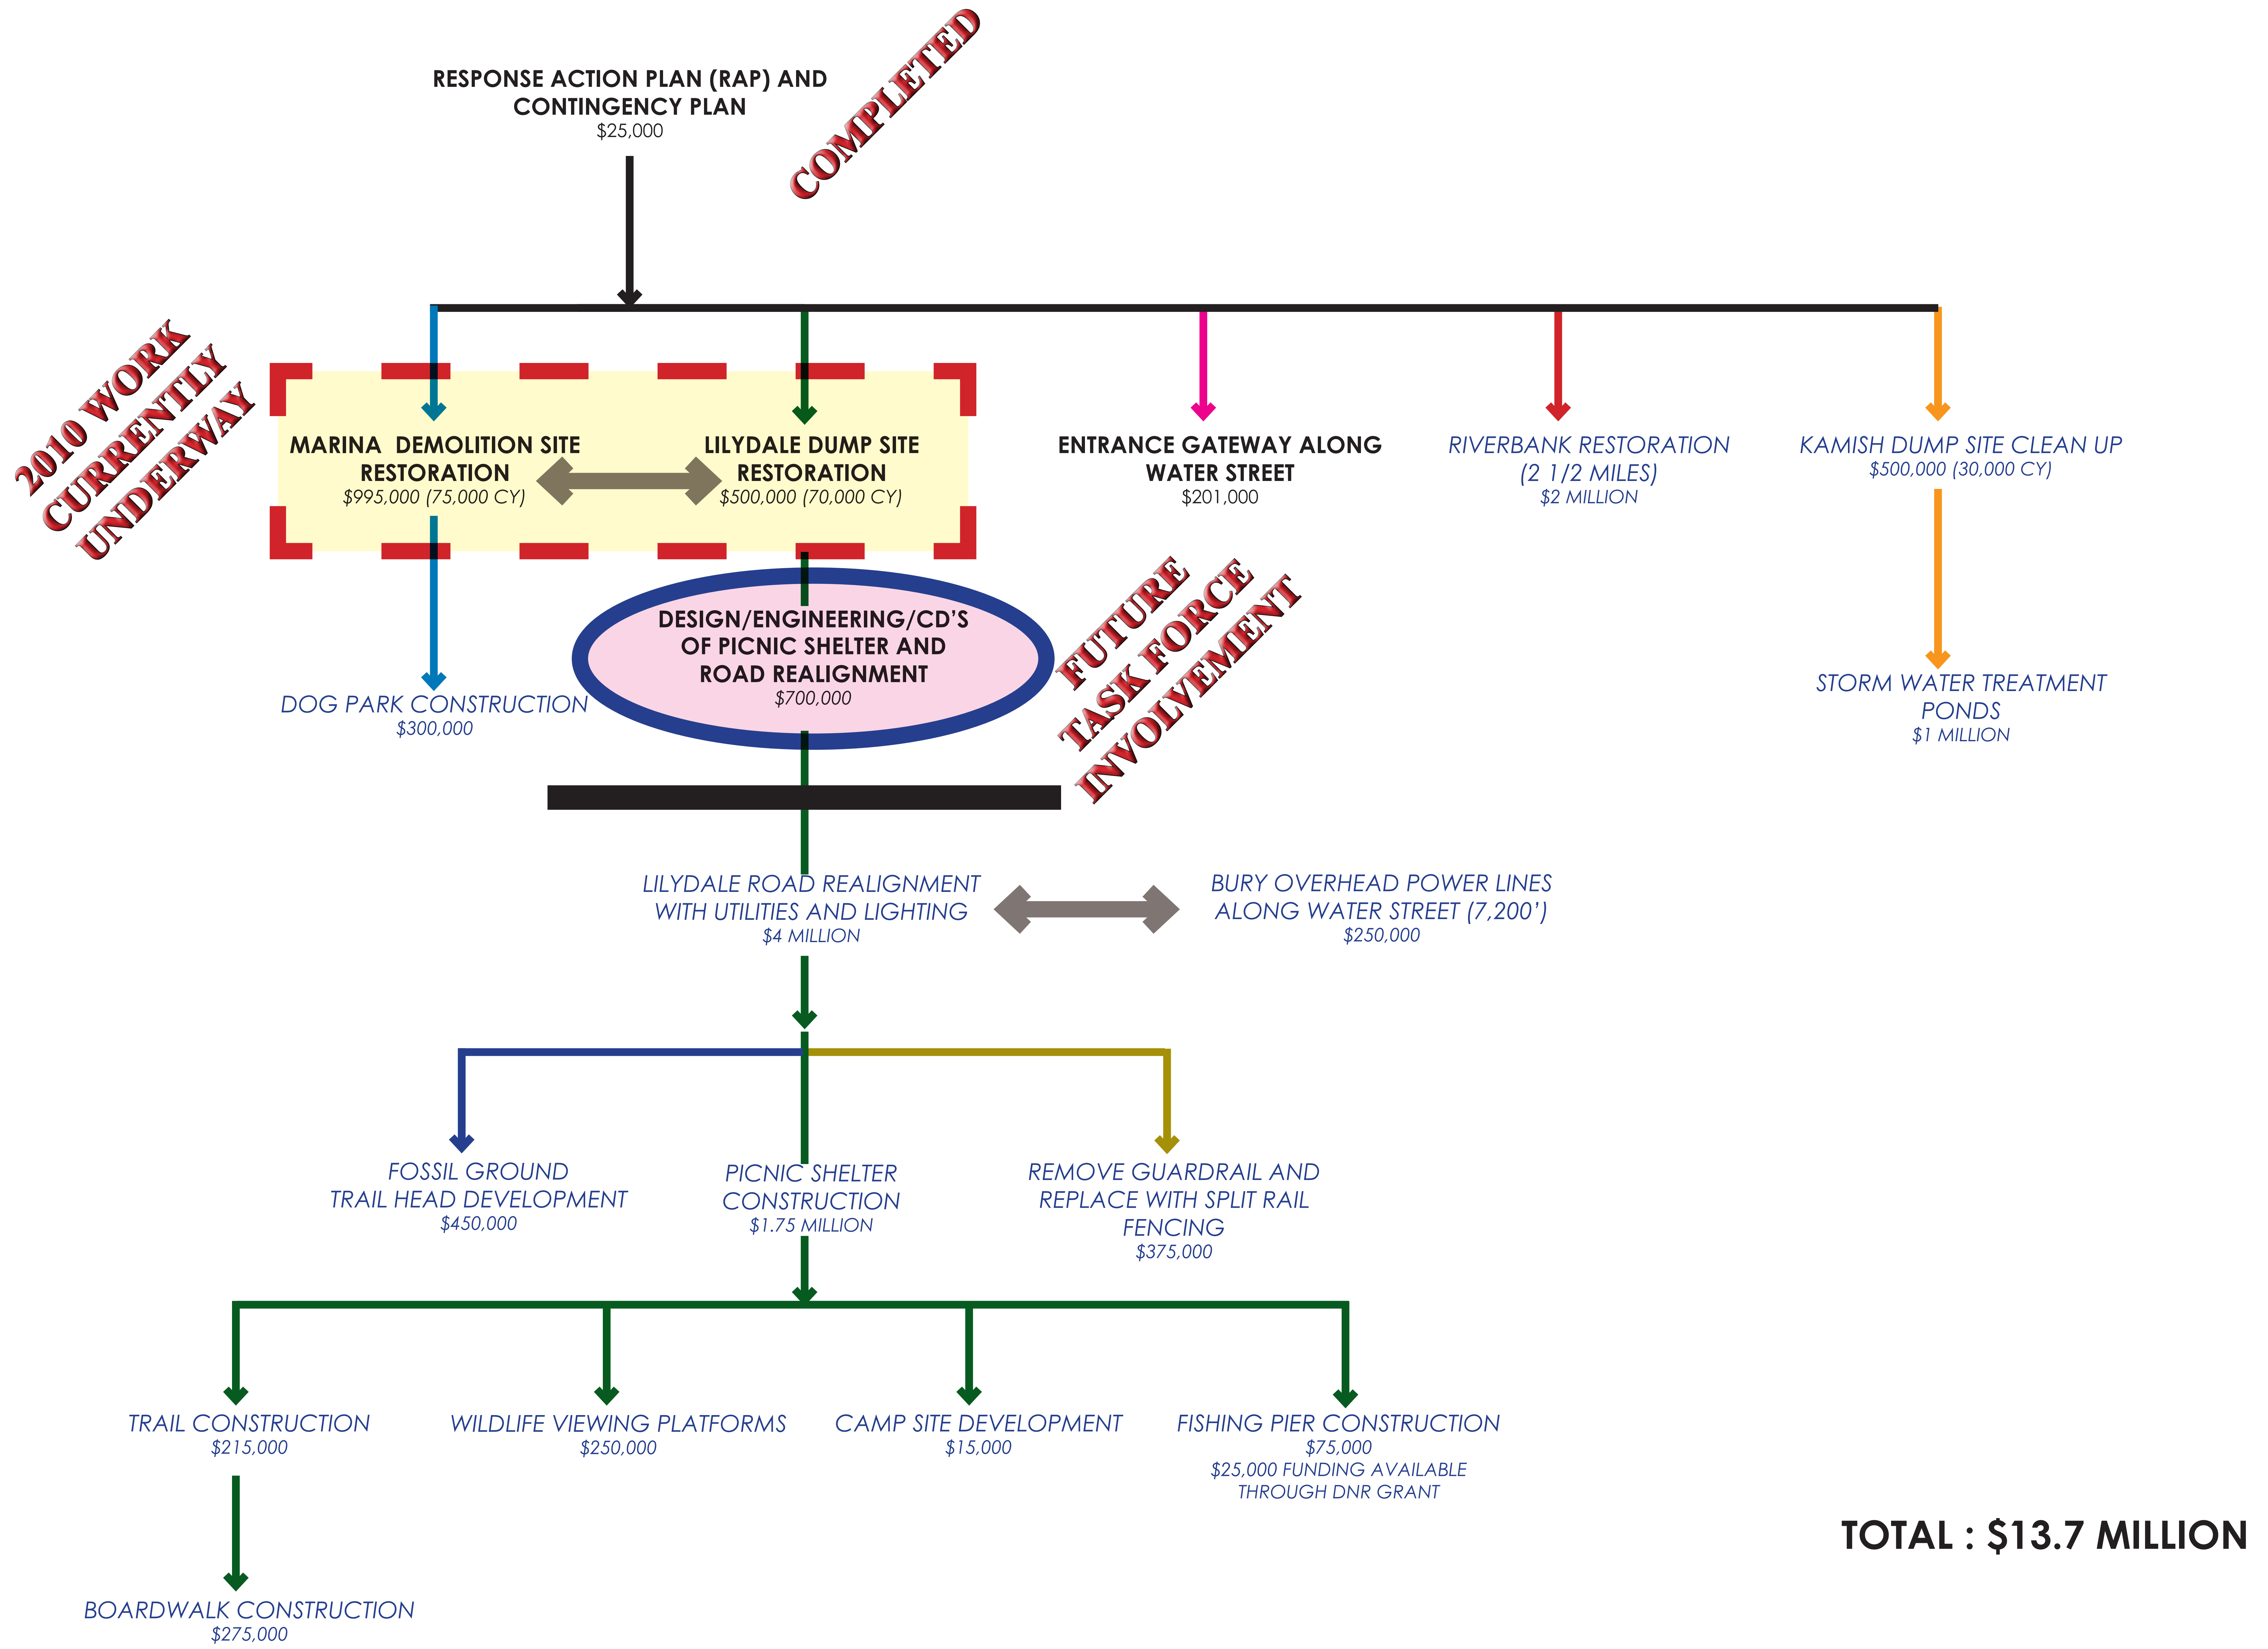 COMPLETED
RESPONSE ACTION PLAN (RAP) AND
CONTINGENCY PLAN
$25,000
2010 WORK
CURRENTLY
UNDERWAY
MARINA DEMOLITION SITE
RESTORATION
$995,000 (75,000 CY)
LILYDALE DUMP SITE
RESTORATION
$500,000 (70,000 CY)
ENTRANCE GATEWAY ALONG
WATER STREET
$201,000
RIVERBANK RESTORATION
(2 1/2 MILES)
$2 MILLION
KAMISH DUMP SITE CLEAN UP
$500,000 (30,000 CY)
DOG PARK CONSTRUCTION
$300,000
DESIGN/ENGINEERING/CD’S
OF PICNIC SHELTER AND
ROAD REALIGNMENT
$700,000
FUTURE
TASK FORCE
INVOLVEMENT
STORM WATER TREATMENT
PONDS
$1 MILLION
LILYDALE ROAD REALIGNMENT
WITH UTILITIES AND LIGHTING
$4 MILLION
BURY OVERHEAD POWER LINES
ALONG WATER STREET (7,200’)
$250,000
FOSSIL GROUND
TRAIL HEAD DEVELOPMENT
$450,000
PICNIC SHELTER
CONSTRUCTION
$1.75 MILLION
REMOVE GUARDRAIL AND
REPLACE WITH SPLIT RAIL
FENCING
$375,000
TRAIL CONSTRUCTION
$215,000
WILDLIFE VIEWING PLATFORMS
$250,000
CAMP SITE DEVELOPMENT
$15,000
FISHING PIER CONSTRUCTION
$75,000
$25,000 FUNDING AVAILABLE
THROUGH DNR GRANT
BOARDWALK CONSTRUCTION
$275,000
TOTAL : $13.7 MILLION